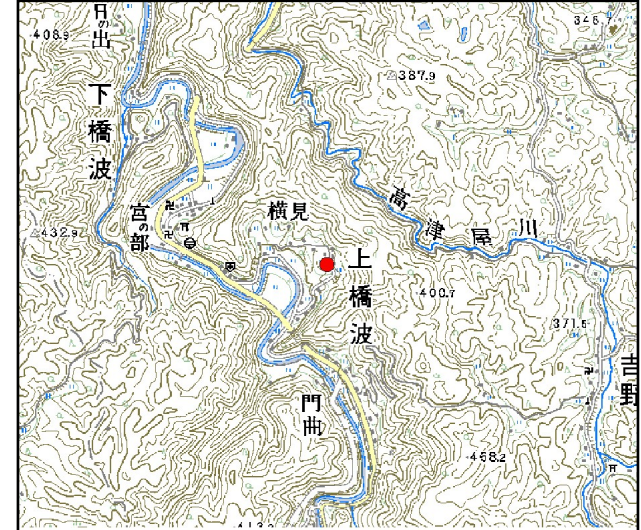 日の出
408.9
下橋波
432.9
宮の部
横見
387.9
高津屋川
上橋波
400.7
371.5
吉野
門曲
458.2